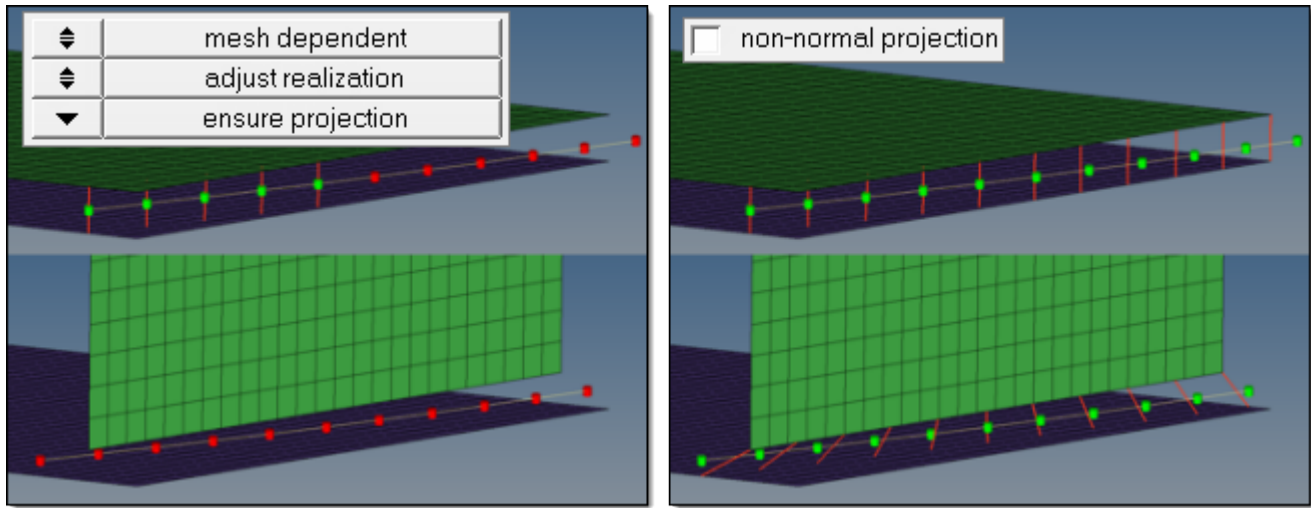 mesh dependent
adjust realization
ensure projection
non-normal projection